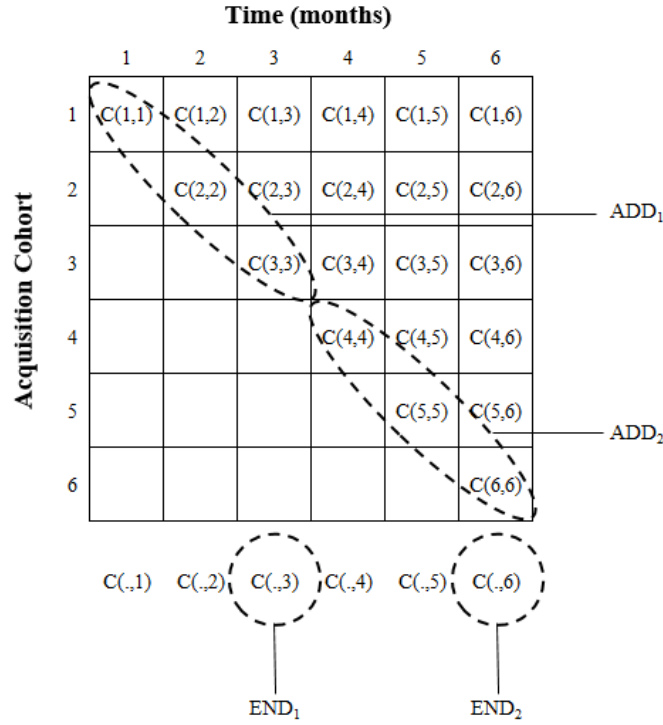 Time (months)
1 2 3 4 5 6
1 C(1,1) C(1,2) C(1,3) C(1,4) C(1,5) C(1,6)
2 C(2,2) C(2,3) C(2,4) C(2,5) C(2,6)
ADD₁
3 C(3,3) C(3,4) C(3,5) C(3,6)
Acquisition Cohort
4 C(4,4) C(4,5) C(4,6)
5 C(5,5) C(5,6)
ADD₂
6 C(6,6)
C(.,1) C(.,2) C(.,3) C(.,4) C(.,5) C(.,6)
END₁ END₂